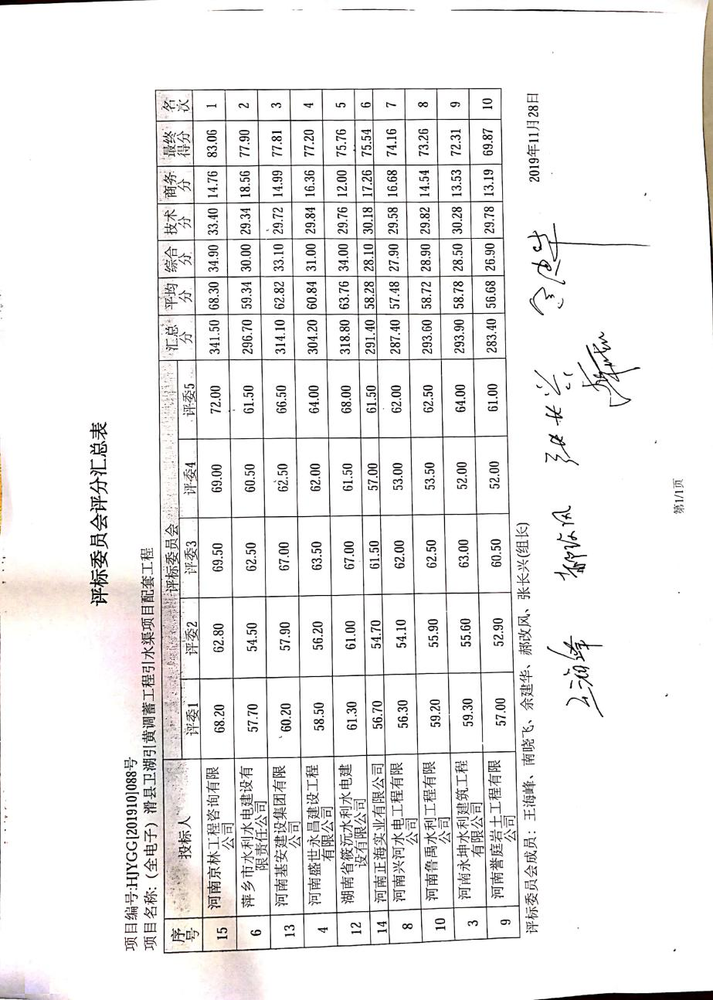 评标委员会评分汇总表
项目编号:HJYGG[201910]088号
项目名称:（全电子）滑县卫湖引黄调蓄工程引水渠项目配套工程
序号 投标人 评标委员会 汇总分 平均分 综合分 技术分 商务分 最终得分 名次
评委1 评委2 评委3 评委4 评委5
15 河南京林工程咨询有限公司 68.20 62.80 69.50 69.00 72.00 341.50 68.30 34.90 33.40 14.76 83.06 1
6 萍乡市水利水电建设有限责任公司 57.70 54.50 62.50 60.50 61.50 296.70 59.34 30.00 29.34 18.56 77.90 2
13 河南基安建设集团有限公司 60.20 57.90 67.00 62.50 66.50 314.10 62.82 33.10 29.72 14.99 77.81 3
4 河南盛世永昌建设工程有限公司 58.50 56.20 63.50 62.00 64.00 304.20 60.84 31.00 29.84 16.36 77.20 4
12 湖南省筱沅水利水电建设有限公司 61.30 61.00 67.00 61.50 68.00 318.80 63.76 34.00 29.76 12.00 75.76 5
14 河南正海实业有限公司 56.70 54.70 61.50 57.00 61.50 291.40 58.28 28.10 30.18 17.26 75.54 6
8 河南兴河水电工程有限公司 56.30 54.10 62.00 53.00 62.00 287.40 57.48 27.90 29.58 16.68 74.16 7
10 河南鲁禹水利工程有限公司 59.20 55.90 62.50 53.50 62.50 293.60 58.72 28.90 29.82 14.54 73.26 8
3 河南永坤水利建筑工程有限公司 59.30 55.60 63.00 52.00 64.00 293.90 58.78 28.50 30.28 13.53 72.31 9
9 河南誉庭岩土工程有限公司 57.00 52.90 60.50 52.00 61.00 283.40 56.68 26.90 29.78 13.19 69.87 10
评标委员会成员：王海峰、南晓飞、余建华、郝改风、张长兴(组长)
2019年11月28日
王海峰 郝改风 张长兴 余建华
第1/1页